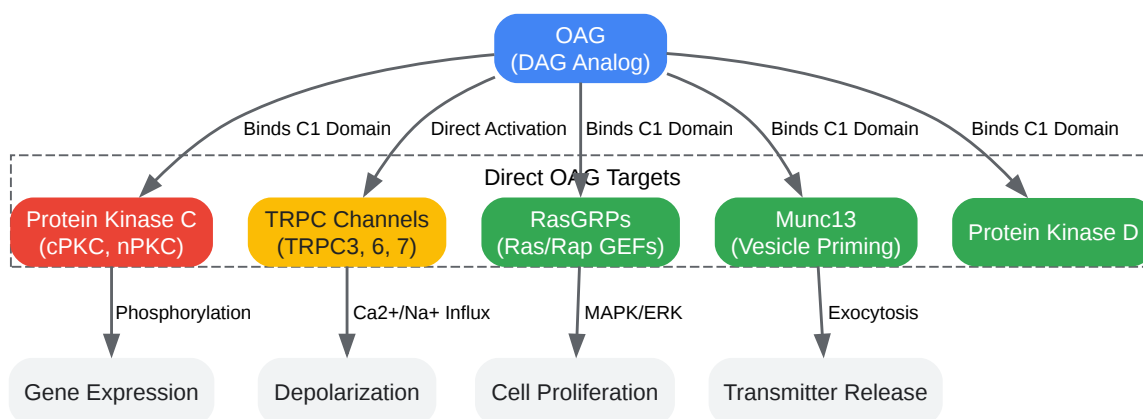 OAG
(DAG Analog)
Binds C1 Domain
Direct Activation
Binds C1 Domain
Binds C1 Domain
Binds C1 Domain
Direct OAG Targets
Protein Kinase C
(cPKC, nPKC)
TRPC Channels
(TRPC3, 6, 7)
RasGRPs
(Ras/Rap GEFs)
Munc13
(Vesicle Priming)
Protein Kinase D
Phosphorylation
Ca2+/Na+ Influx
MAPK/ERK
Exocytosis
Gene Expression
Depolarization
Cell Proliferation
Transmitter Release